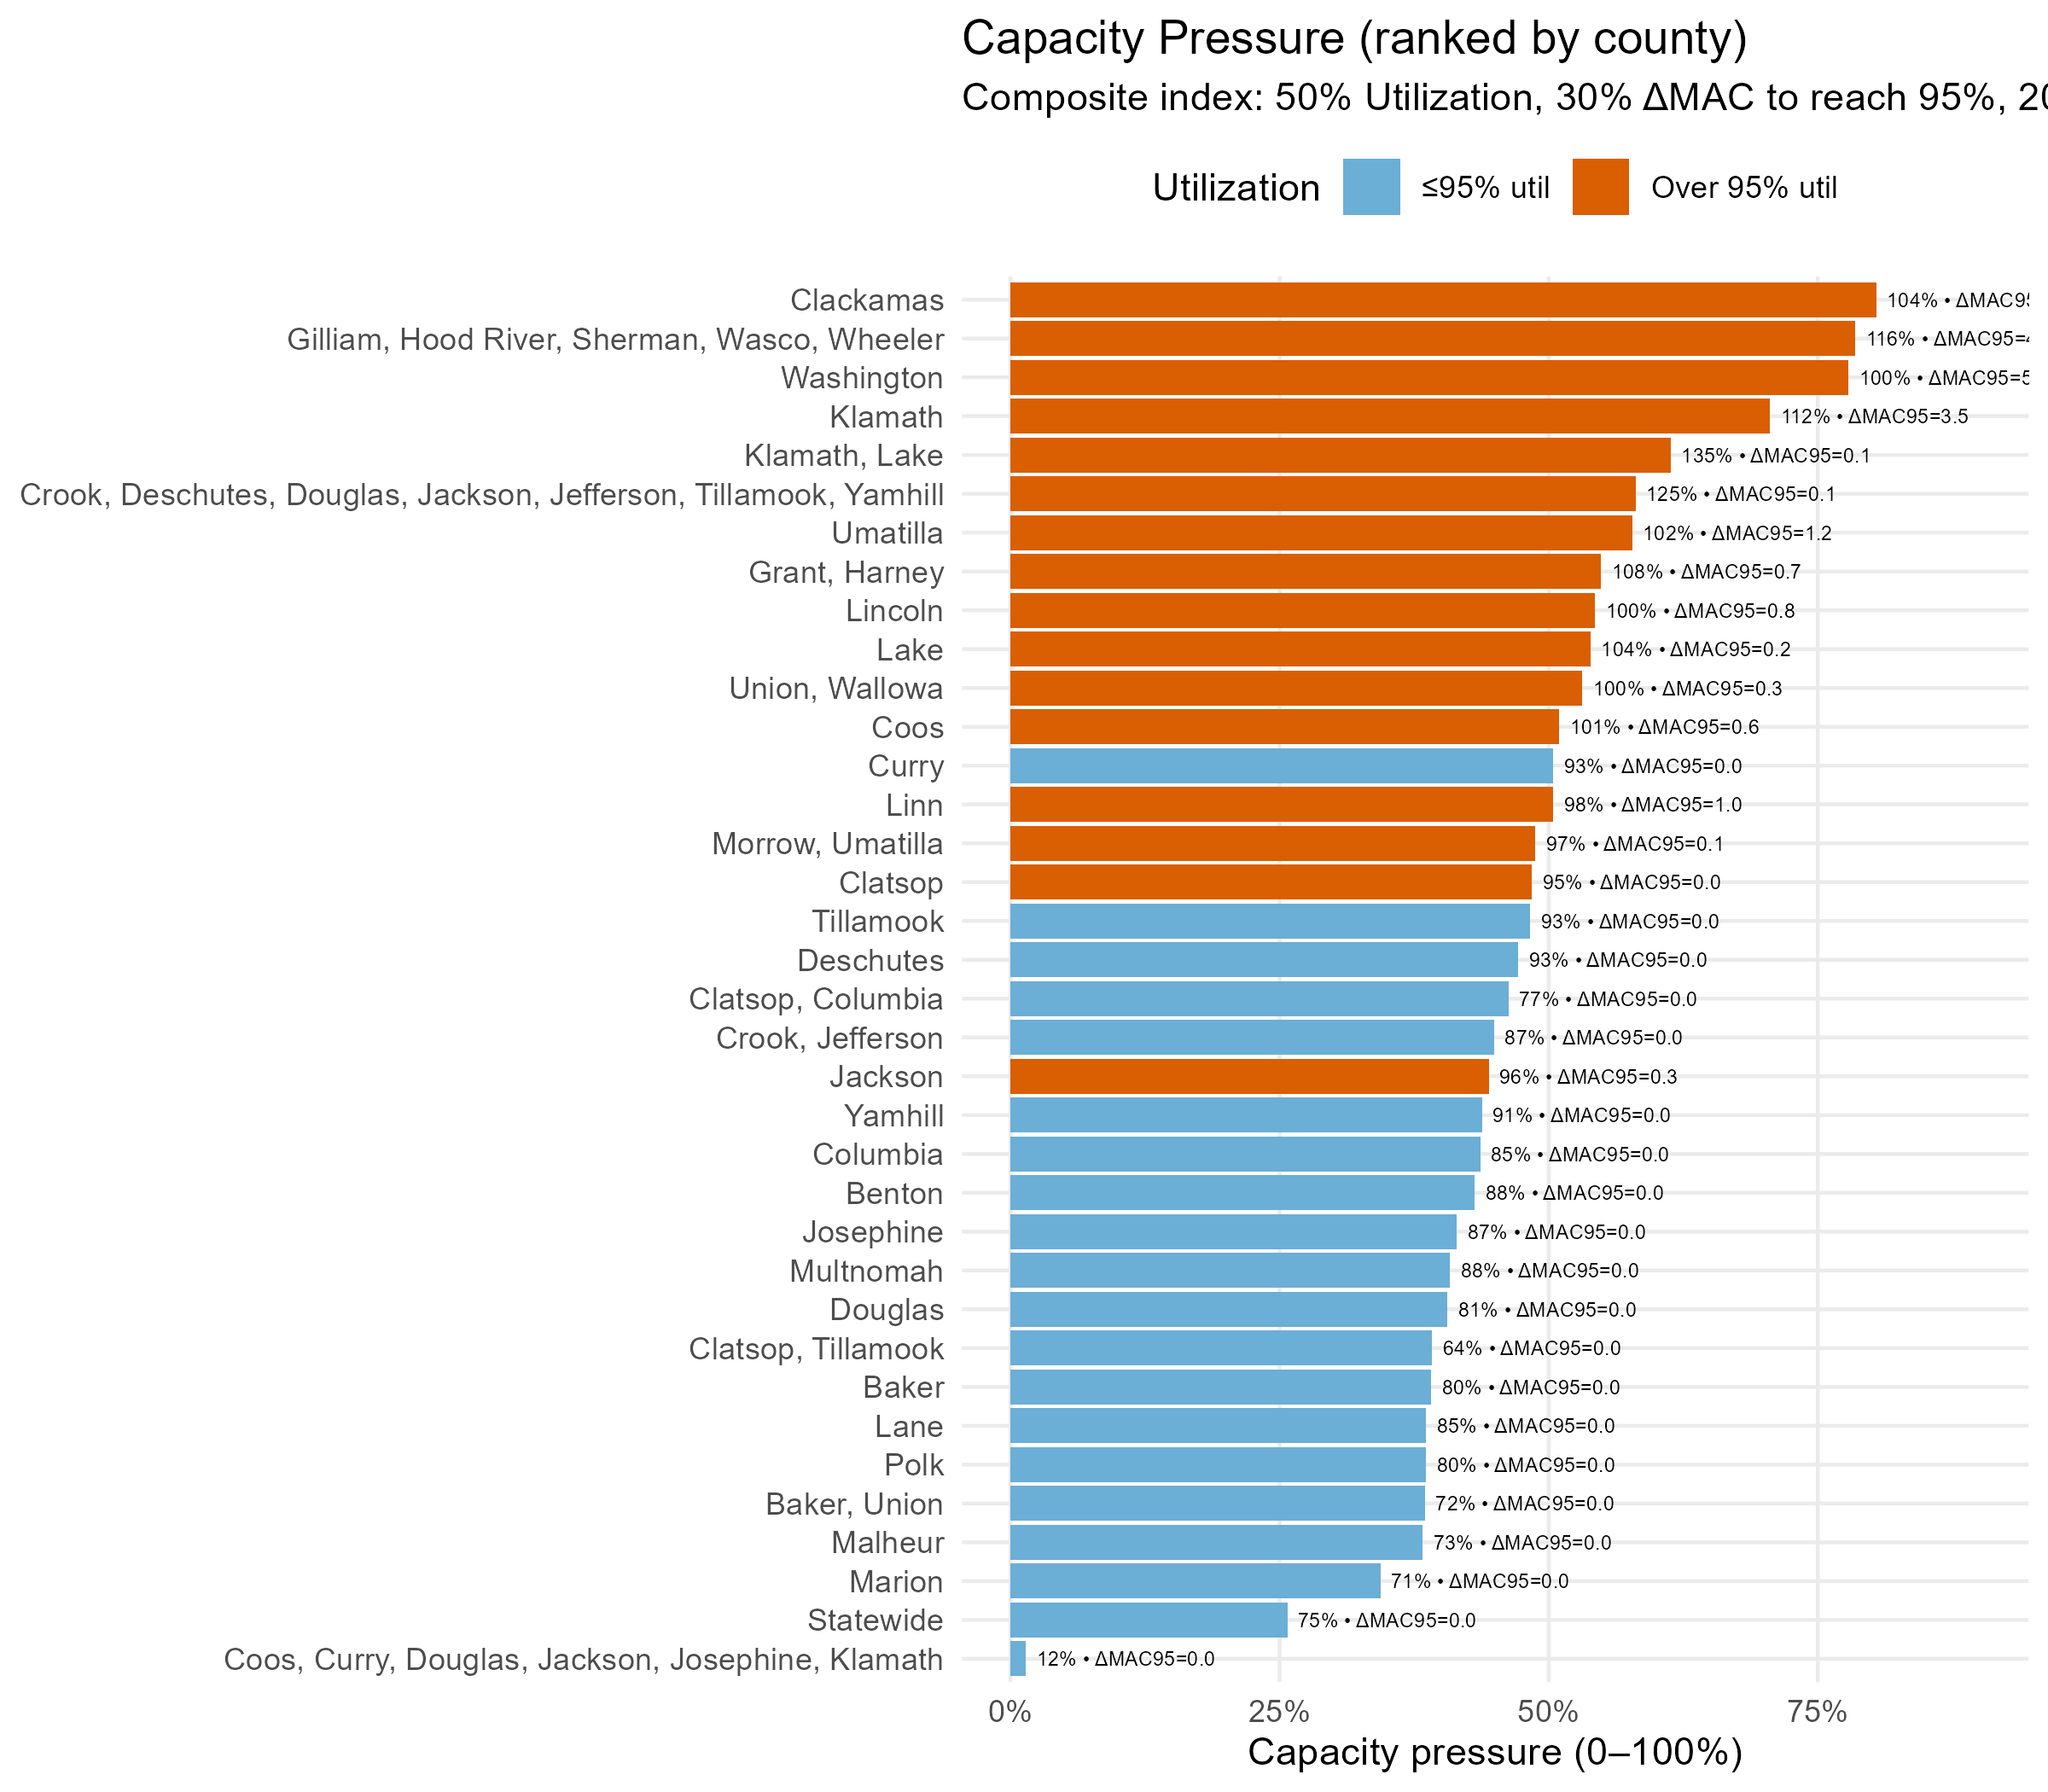 Capacity Pressure (ranked by county)
Composite index: 50% Utilization, 30% ΔMAC to reach 95%, 20
Utilization ≤95% util Over 95% util
Clackamas 104% • ΔMAC95
Gilliam, Hood River, Sherman, Wasco, Wheeler 116% • ΔMAC95=
Washington 100% • ΔMAC95=5
Klamath 112% • ΔMAC95=3.5
Klamath, Lake 135% • ΔMAC95=0.1
Crook, Deschutes, Douglas, Jackson, Jefferson, Tillamook, Yamhill 125% • ΔMAC95=0.1
Umatilla 102% • ΔMAC95=1.2
Grant, Harney 108% • ΔMAC95=0.7
Lincoln 100% • ΔMAC95=0.8
Lake 104% • ΔMAC95=0.2
Union, Wallowa 100% • ΔMAC95=0.3
Coos 101% • ΔMAC95=0.6
Curry 93% • ΔMAC95=0.0
Linn 98% • ΔMAC95=1.0
Morrow, Umatilla 97% • ΔMAC95=0.1
Clatsop 95% • ΔMAC95=0.0
Tillamook 93% • ΔMAC95=0.0
Deschutes 93% • ΔMAC95=0.0
Clatsop, Columbia 77% • ΔMAC95=0.0
Crook, Jefferson 87% • ΔMAC95=0.0
Jackson 96% • ΔMAC95=0.3
Yamhill 91% • ΔMAC95=0.0
Columbia 85% • ΔMAC95=0.0
Benton 88% • ΔMAC95=0.0
Josephine 87% • ΔMAC95=0.0
Multnomah 88% • ΔMAC95=0.0
Douglas 81% • ΔMAC95=0.0
Clatsop, Tillamook 64% • ΔMAC95=0.0
Baker 80% • ΔMAC95=0.0
Lane 85% • ΔMAC95=0.0
Polk 80% • ΔMAC95=0.0
Baker, Union 72% • ΔMAC95=0.0
Malheur 73% • ΔMAC95=0.0
Marion 71% • ΔMAC95=0.0
Statewide 75% • ΔMAC95=0.0
Coos, Curry, Douglas, Jackson, Josephine, Klamath 12% • ΔMAC95=0.0
0% 25% 50% 75%
Capacity pressure (0–100%)